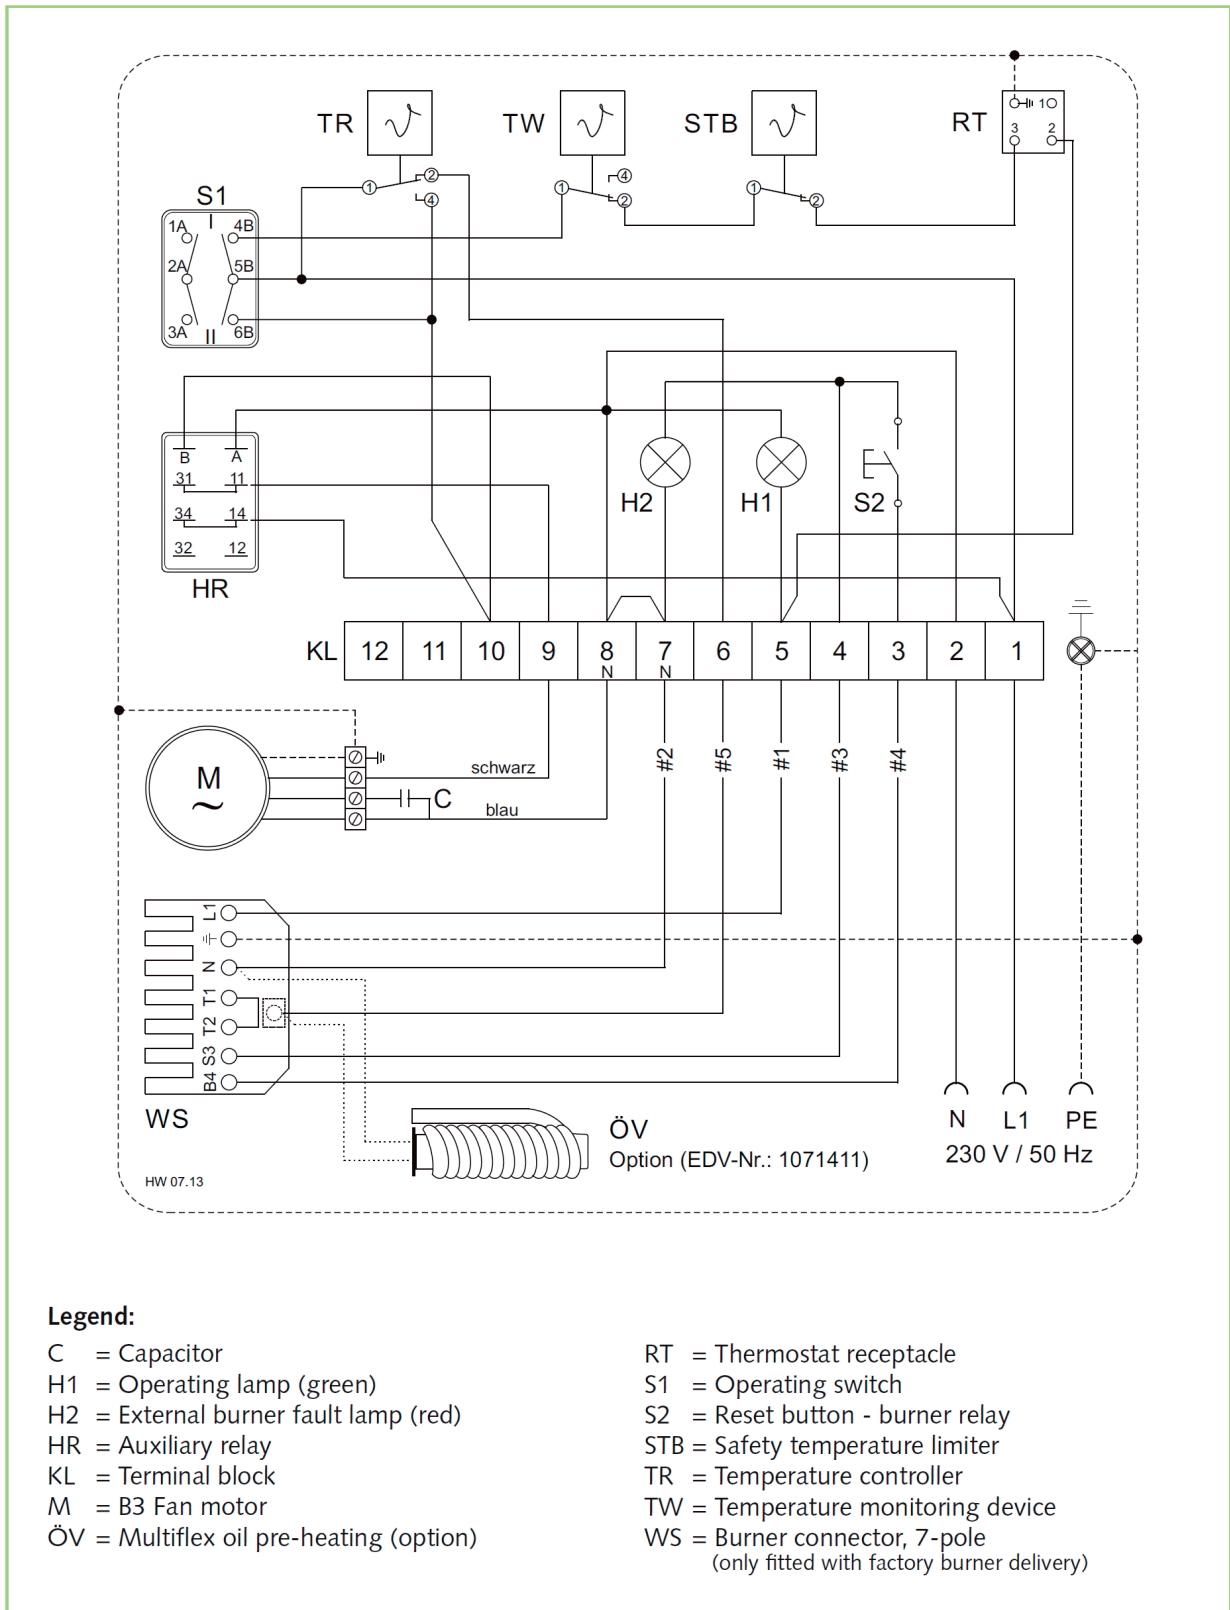 TR TW STB RT
1 2 4
1 4 2
1 2
1 3 2
S1
I
1A 4B
2A 5B
3A 6B
II
B A
31 11
34 14
32 12
HR
H2 H1 S2
KL 12 11 10 9 8 7 6 5 4 3 2 1
N N
#2 #5 #1 #3 #4
M
~
schwarz
C
blau
L1
N
T1
T2
S3
B4
WS
HW 07.13
ÖV
Option (EDV-Nr.: 1071411)
N L1 PE
230 V / 50 Hz
Legend:
C = Capacitor
H1 = Operating lamp (green)
H2 = External burner fault lamp (red)
HR = Auxiliary relay
KL = Terminal block
M = B3 Fan motor
ÖV = Multiflex oil pre-heating (option)
RT = Thermostat receptacle
S1 = Operating switch
S2 = Reset button - burner relay
STB = Safety temperature limiter
TR = Temperature controller
TW = Temperature monitoring device
WS = Burner connector, 7-pole
(only fitted with factory burner delivery)